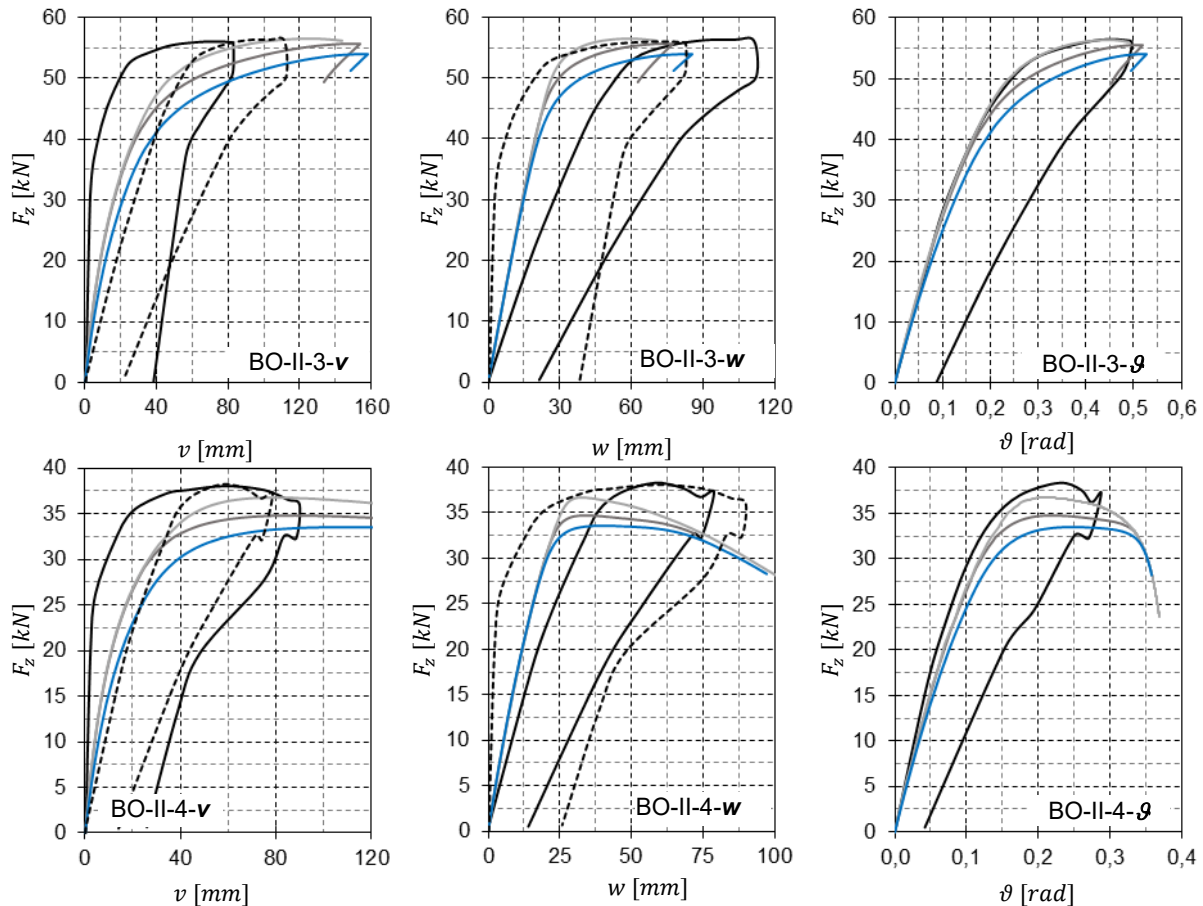 60
50
40
30
20
10
0
F_z [kN]
BO-II-3-v
0 40 80 120 160
v [mm]
60
50
40
30
20
10
0
F_z [kN]
BO-II-3-w
0 30 60 90 120
w [mm]
60
50
40
30
20
10
0
F_z [kN]
BO-II-3-ϑ
0,0 0,1 0,2 0,3 0,4 0,5 0,6
ϑ [rad]
40
35
30
25
20
15
10
5
0
F_z [kN]
BO-II-4-v
0 40 80 120
v [mm]
40
35
30
25
20
15
10
5
0
F_z [kN]
BO-II-4-w
0 25 50 75 100
w [mm]
40
35
30
25
20
15
10
5
0
F_z [kN]
BO-II-4-ϑ
0,0 0,1 0,2 0,3 0,4
ϑ [rad]